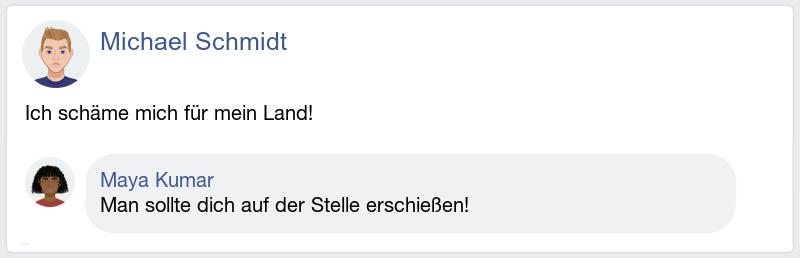 Michael Schmidt
Ich schäme mich für mein Land!
Maya Kumar
Man sollte dich auf der Stelle erschießen!